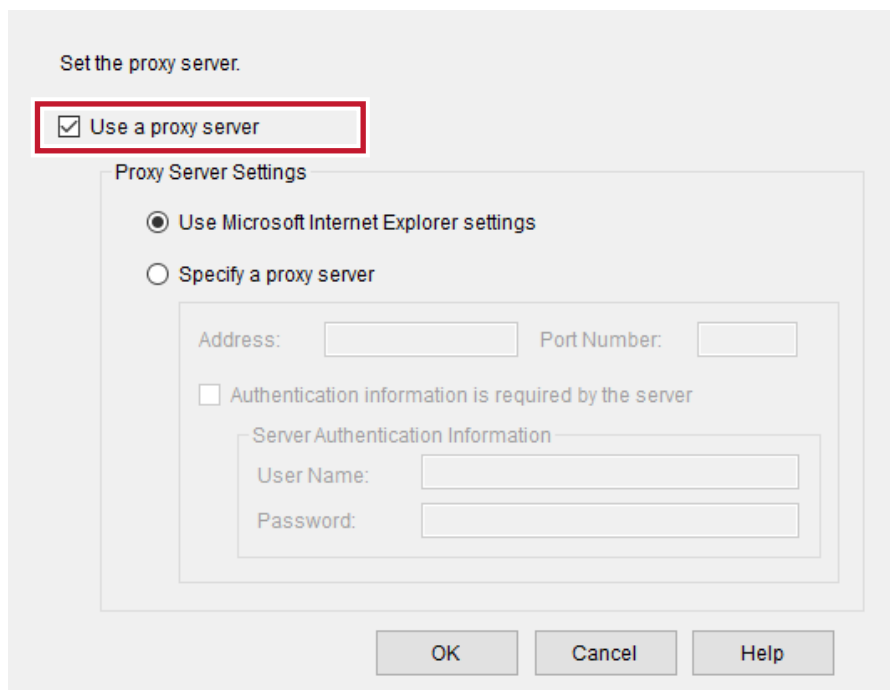 Set the proxy server.
Use a proxy server
Proxy Server Settings
Use Microsoft Internet Explorer settings
Specify a proxy server
Address: Port Number:
Authentication information is required by the server
Server Authentication Information
User Name:
Password:
OK Cancel Help